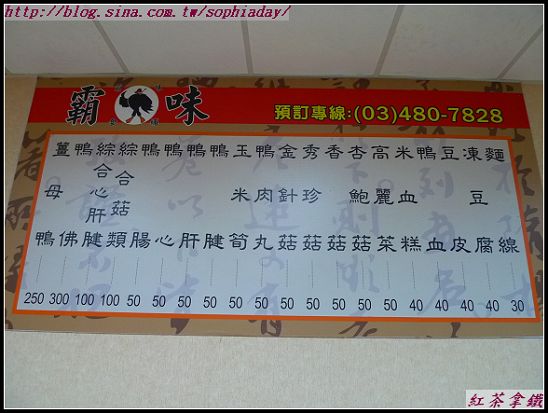 http://blog.sina.com.tw/sophiaday/
霸味
預訂專線:(03)480-7828
薑母鴨 250
鴨佛 300
綜合心肝腱 100
綜合菇類 100
鴨腸 50
鴨心 50
鴨肝 50
鴨腱 50
玉米筍 50
鴨肉丸 50
金針菇 50
秀珍菇 50
香菇 50
杏鮑菇 50
高麗菜 50
米血糕 40
鴨血 40
豆皮 40
凍豆腐 40
麵線 30
紅茶拿鐵